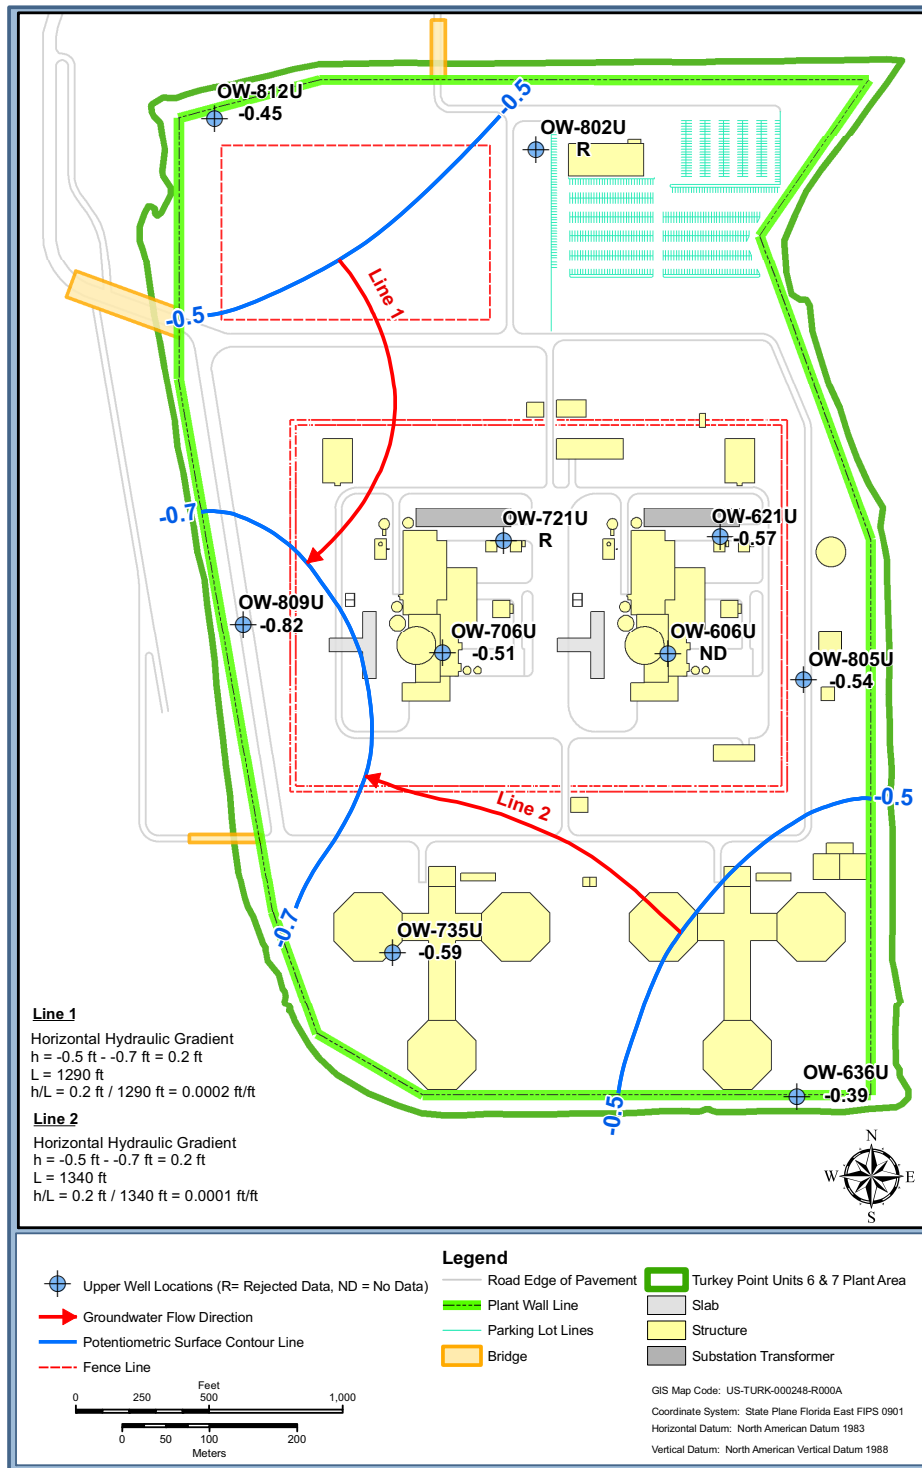 OW-812U
-0.45
-0.5
OW-802U
R
Line 1
-0.5
-0.7
OW-721U
R
OW-621U
-0.57
OW-809U
-0.82
OW-706U
-0.51
OW-606U
ND
OW-805U
-0.54
Line 2
-0.5
-0.7
OW-735U
-0.59
OW-636U
-0.39
-0.5
Line 1
Horizontal Hydraulic Gradient
h = -0.5 ft - -0.7 ft = 0.2 ft
L = 1290 ft
h/L = 0.2 ft / 1290 ft = 0.0002 ft/ft
Line 2
Horizontal Hydraulic Gradient
h = -0.5 ft - -0.7 ft = 0.2 ft
L = 1340 ft
h/L = 0.2 ft / 1340 ft = 0.0001 ft/ft
N
W E
S
Legend
Upper Well Locations (R= Rejected Data, ND = No Data)
Groundwater Flow Direction
Potentiometric Surface Contour Line
Fence Line
Road Edge of Pavement
Plant Wall Line
Parking Lot Lines
Bridge
Turkey Point Units 6 & 7 Plant Area
Slab
Structure
Substation Transformer
Feet
0 250 500 1,000
0 50 100 200
Meters
GIS Map Code: US-TURK-000248-R000A
Coordinate System: State Plane Florida East FIPS 0901
Horizontal Datum: North American Datum 1983
Vertical Datum: North American Vertical Datum 1988